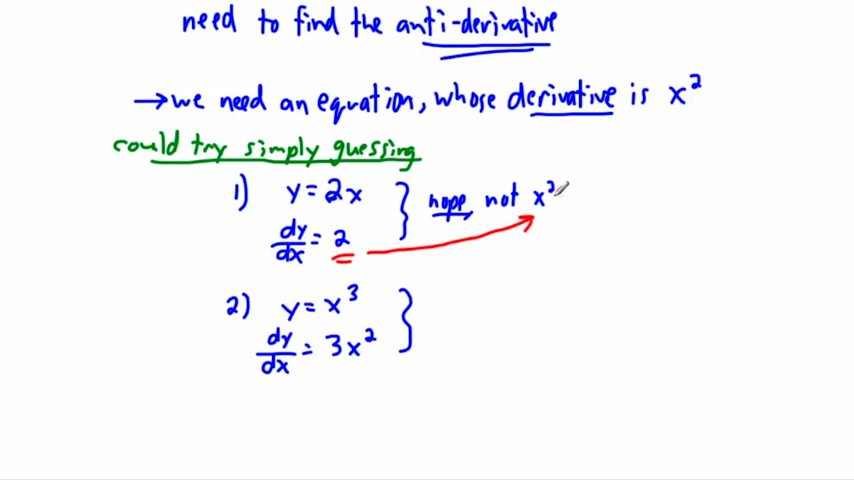 need to find the anti-derivative
→ we need an equation, whose derivative is x²
could try simply guessing
1) y = 2x
nope, not x²
dy/dx = 2
2) y = x³
dy/dx = 3x²